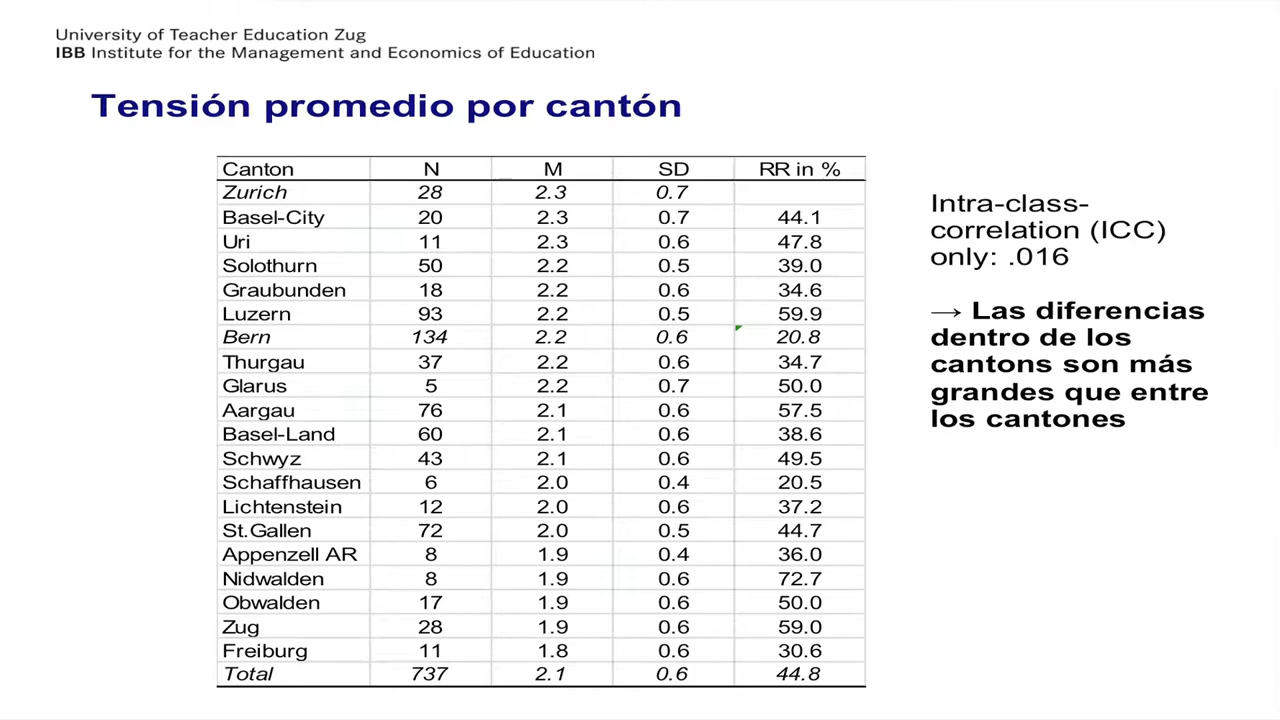 University of Teacher Education Zug
IBB Institute for the Management and Economics of Education
Tensión promedio por cantón
Canton N M SD RR in %
Zurich 28 2.3 0.7
Basel-City 20 2.3 0.7 44.1
Uri 11 2.3 0.6 47.8
Solothurn 50 2.2 0.5 39.0
Graubunden 18 2.2 0.6 34.6
Luzern 93 2.2 0.5 59.9
Bern 134 2.2 0.6 20.8
Thurgau 37 2.2 0.6 34.7
Glarus 5 2.2 0.7 50.0
Aargau 76 2.1 0.6 57.5
Basel-Land 60 2.1 0.6 38.6
Schwyz 43 2.1 0.6 49.5
Schaffhausen 6 2.0 0.4 20.5
Lichtenstein 12 2.0 0.6 37.2
St.Gallen 72 2.0 0.5 44.7
Appenzell AR 8 1.9 0.4 36.0
Nidwalden 8 1.9 0.6 72.7
Obwalden 17 1.9 0.6 50.0
Zug 28 1.9 0.6 59.0
Freiburg 11 1.8 0.6 30.6
Total 737 2.1 0.6 44.8
Intra-class-
correlation (ICC)
only: .016
→ Las diferencias
dentro de los
cantons son más
grandes que entre
los cantones